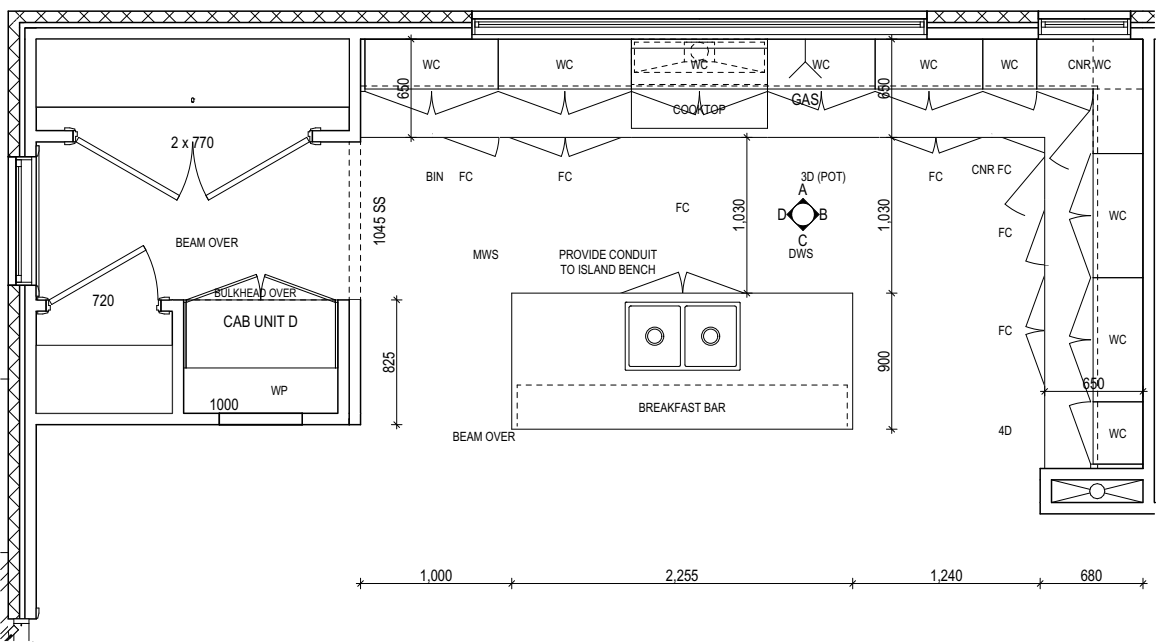 WC
WC
WC
WC
WC
WC
CNR WC
650
COOKTOP
GAS
650
2 x 770
BIN
FC
FC
3D (POT)
FC
CNR FC
A
D
B
C
FC
1,030
1,030
1045 SS
WC
FC
BEAM OVER
MWS
PROVIDE CONDUIT
TO ISLAND BENCH
DWS
720
BULKHEAD OVER
CAB UNIT D
FC
WC
825
900
WP
650
1000
BREAKFAST BAR
BEAM OVER
4D
WC
1,000
2,255
1,240
680